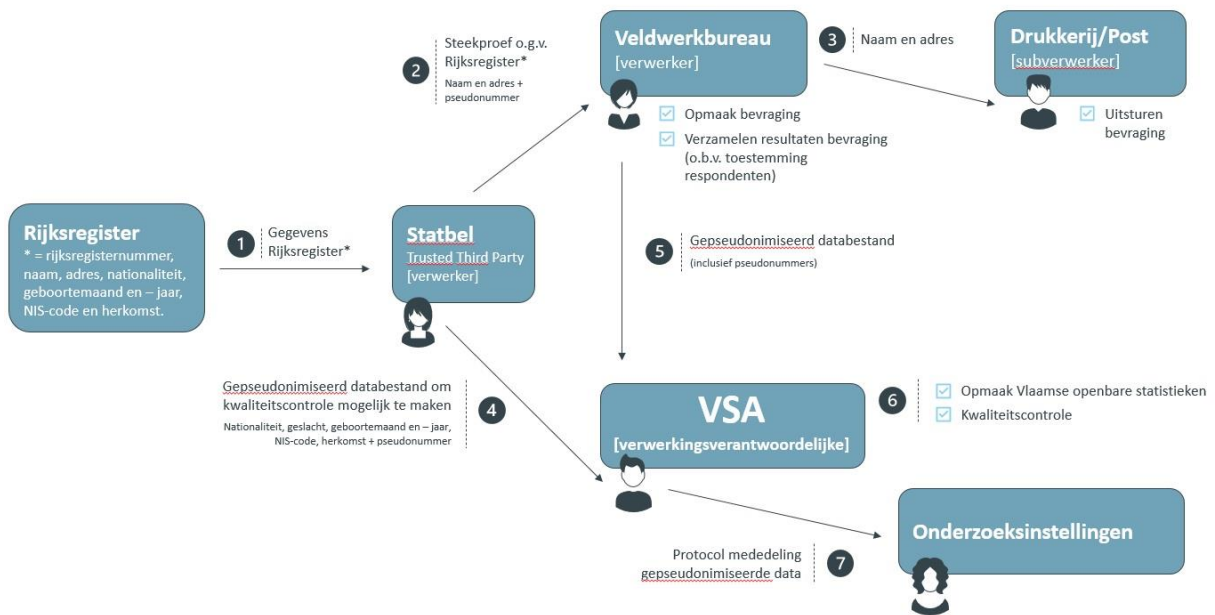 Rijksregister
* = rijksregisternummer,
naam, adres, nationaliteit,
geboortemaand en – jaar,
NIS-code en herkomst.
1
Gegevens
Rijksregister*
Statbel
Trusted Third Party
[verwerker]
2
Steekproef o.g.v.
Rijksregister*
Naam en adres +
pseudonummer
Veldwerkbureau
[verwerker]
Opmaak bevraging
Verzamelen resultaten bevraging
(o.b.v. toestemming
respondenten)
3
Naam en adres
Drukkerij/Post
[subverwerker]
Uitsturen
bevraging
Gepseudonimiseerd databestand om
kwaliteitscontrole mogelijk te maken
Nationaliteit, geslacht, geboortemaand en – jaar,
NIS-code, herkomst + pseudonummer
4
5
Gepseudonimiseerd databestand
(inclusief pseudonummers)
VSA
[verwerkingsverantwoordelijke]
6
Opmaak Vlaamse openbare statistieken
Kwaliteitscontrole
Protocol mededeling
gepseudonimiseerde data
7
Onderzoeksinstellingen